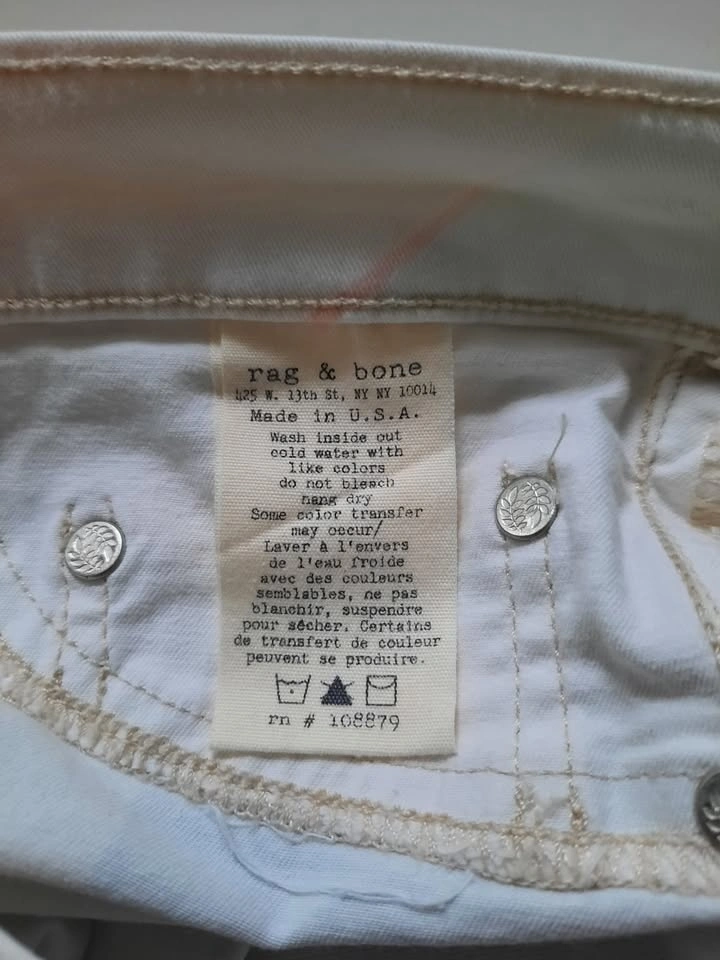 rag & bone
425 W. 13th St, NY NY 10014
Made in U.S.A.
Wash inside out
cold water with
like colors
do not bleach
hang dry
Some color transfer
may occur/
Laver à l'envers
de l'eau froide
avec des couleurs
semblables, ne pas
blanchir, suspendre
pour sécher. Certains
de transfert de couleur
peuvent se produire.
rn # 108879